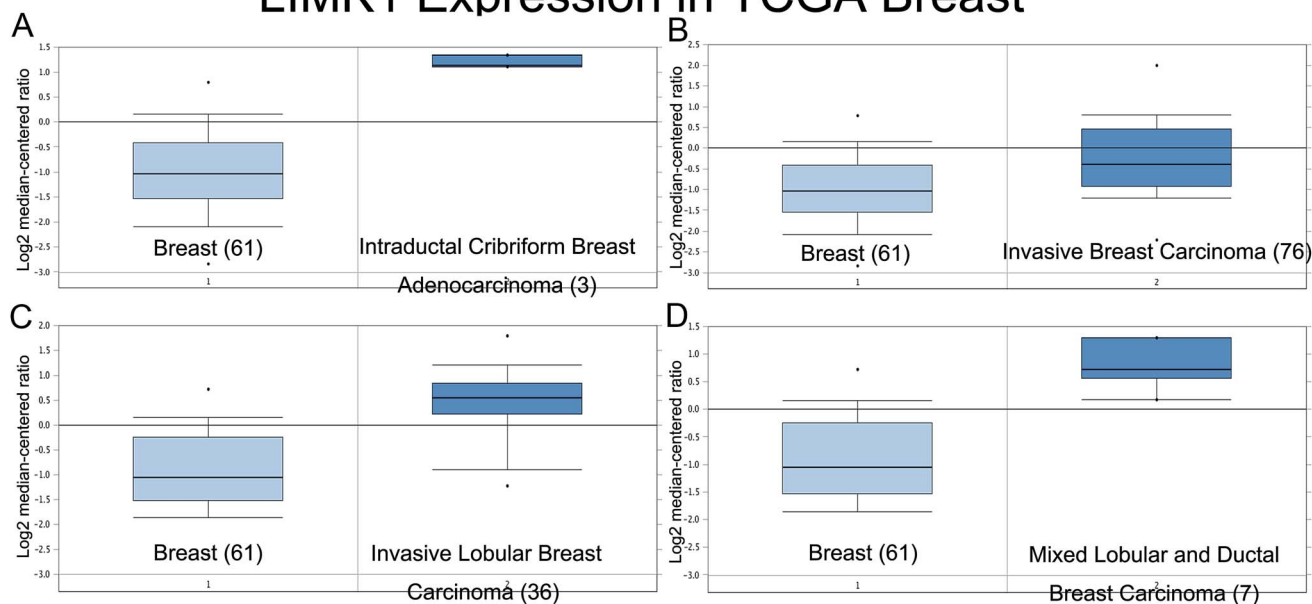 LIMK1 Expression in TCGA Breast
A
Log2 median-centered ratio
1.5
1.0
0.5
0.0
-0.5
-1.0
-1.5
-2.0
-2.5
-3.0
Breast (61)
Intraductal Cribriform Breast
Adenocarcinoma (3)
1
B
Log2 median-centered ratio
2.5
2.0
1.5
1.0
0.5
0.0
-0.5
-1.0
-1.5
-2.0
-2.5
-3.0
Breast (61)
Invasive Breast Carcinoma (76)
1
2
C
Log2 median-centered ratio
2.0
1.5
1.0
0.5
0.0
-0.5
-1.0
-1.5
-2.0
-2.5
-3.0
Breast (61)
Invasive Lobular Breast
Carcinoma (36)
1
2
D
Log2 median-centered ratio
1.5
1.0
0.5
0.0
-0.5
-1.0
-1.5
-2.0
-2.5
-3.0
Breast (61)
Mixed Lobular and Ductal
Breast Carcinoma (7)
1
2